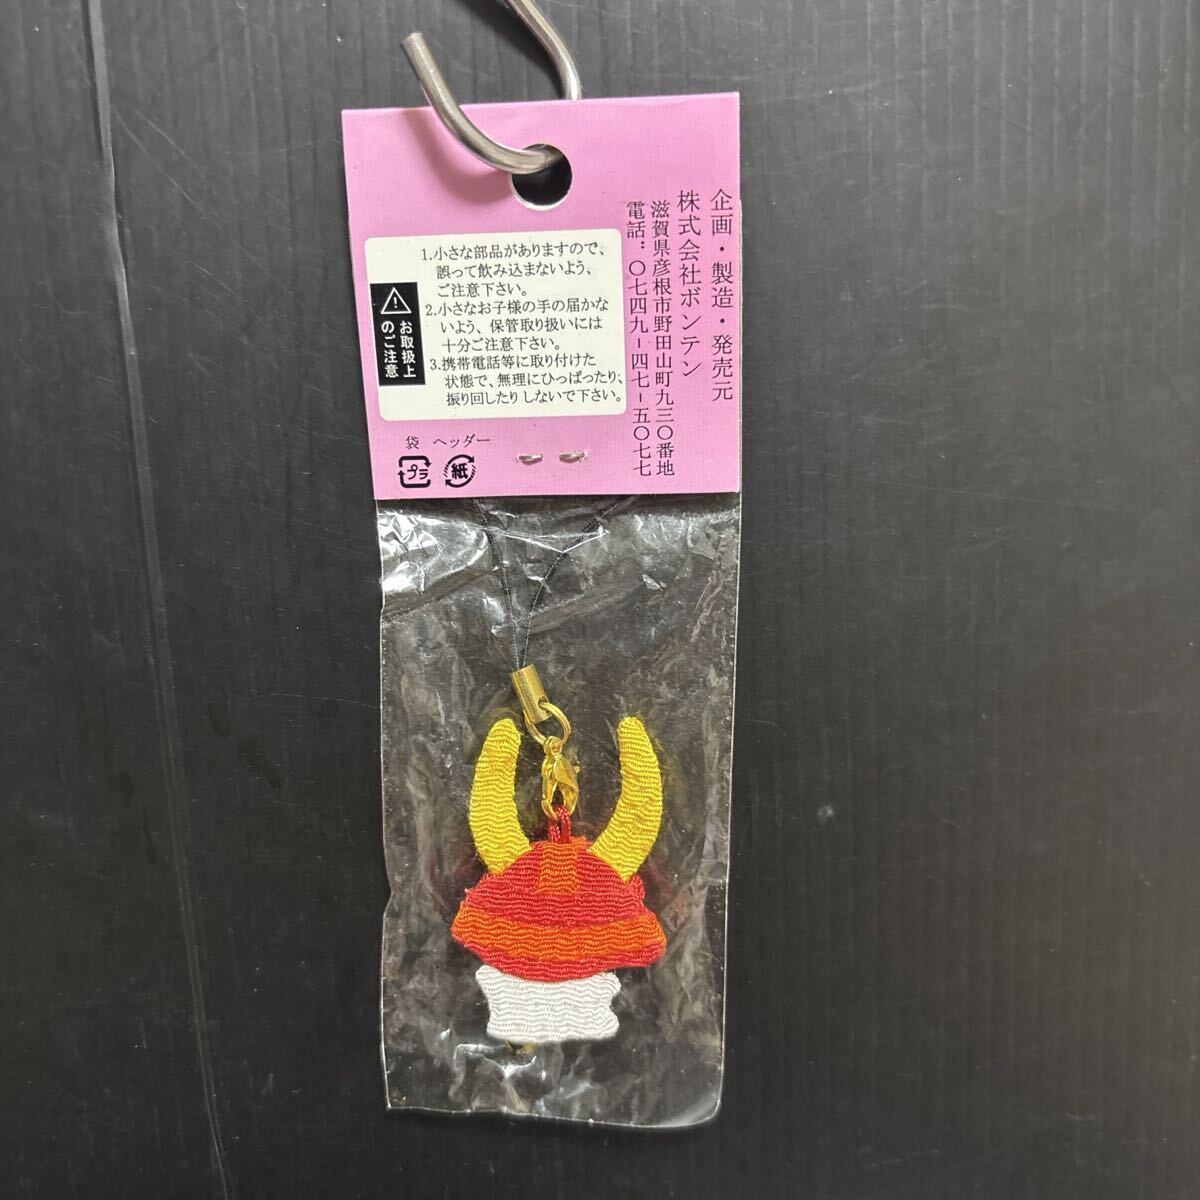 企画・製造・発売元
株式会社ボンテン
滋賀県彦根市野田山町九三〇番地
電話：〇七四九-四七-五〇七七
お取扱上
のご注意
1.小さな部品がありますので、
誤って飲み込まないよう、
ご注意下さい。
2.小さなお子様の手の届かな
いよう、保管取り扱いには
十分ご注意下さい。
3.携帯電話等に取り付けた
状態で、無理にひっぱったり、
振り回したりしないで下さい。
袋 ヘッダー
プラ 紙